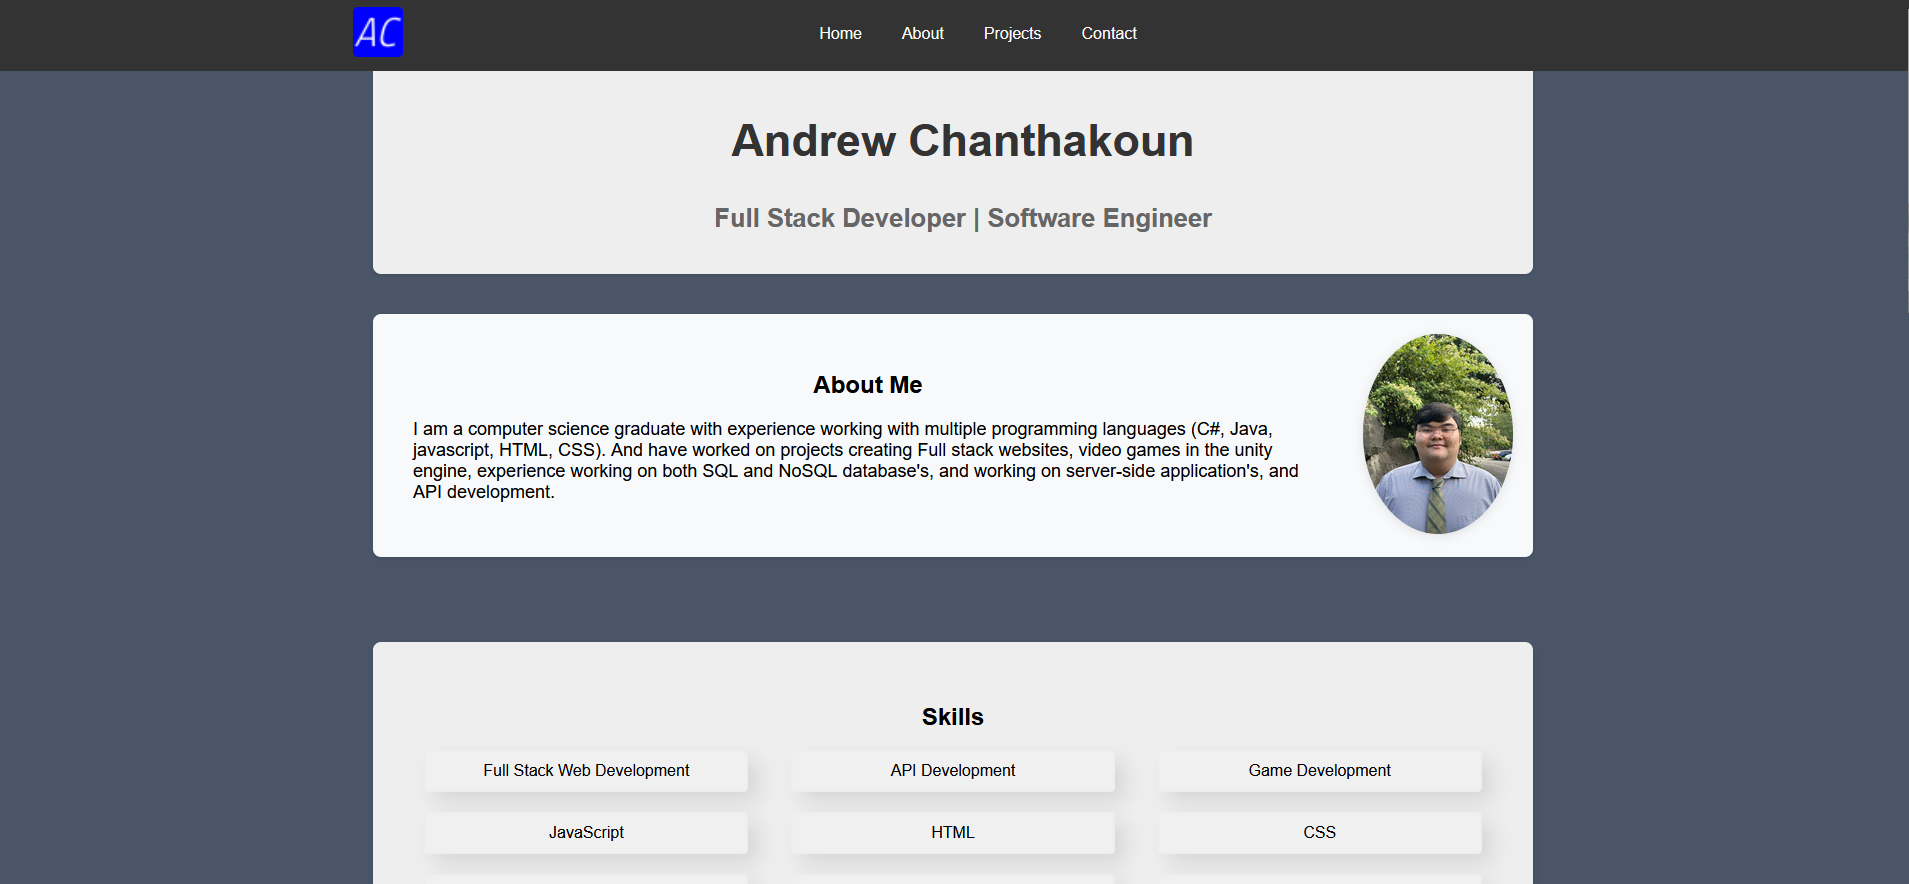 AC
Home About Projects Contact
Andrew Chanthakoun
Full Stack Developer | Software Engineer
About Me
I am a computer science graduate with experience working with multiple programming languages (C#, Java,
javascript, HTML, CSS). And have worked on projects creating Full stack websites, video games in the unity
engine, experience working on both SQL and NoSQL database's, and working on server-side application's, and
API development.
Skills
Full Stack Web Development API Development Game Development
JavaScript HTML CSS